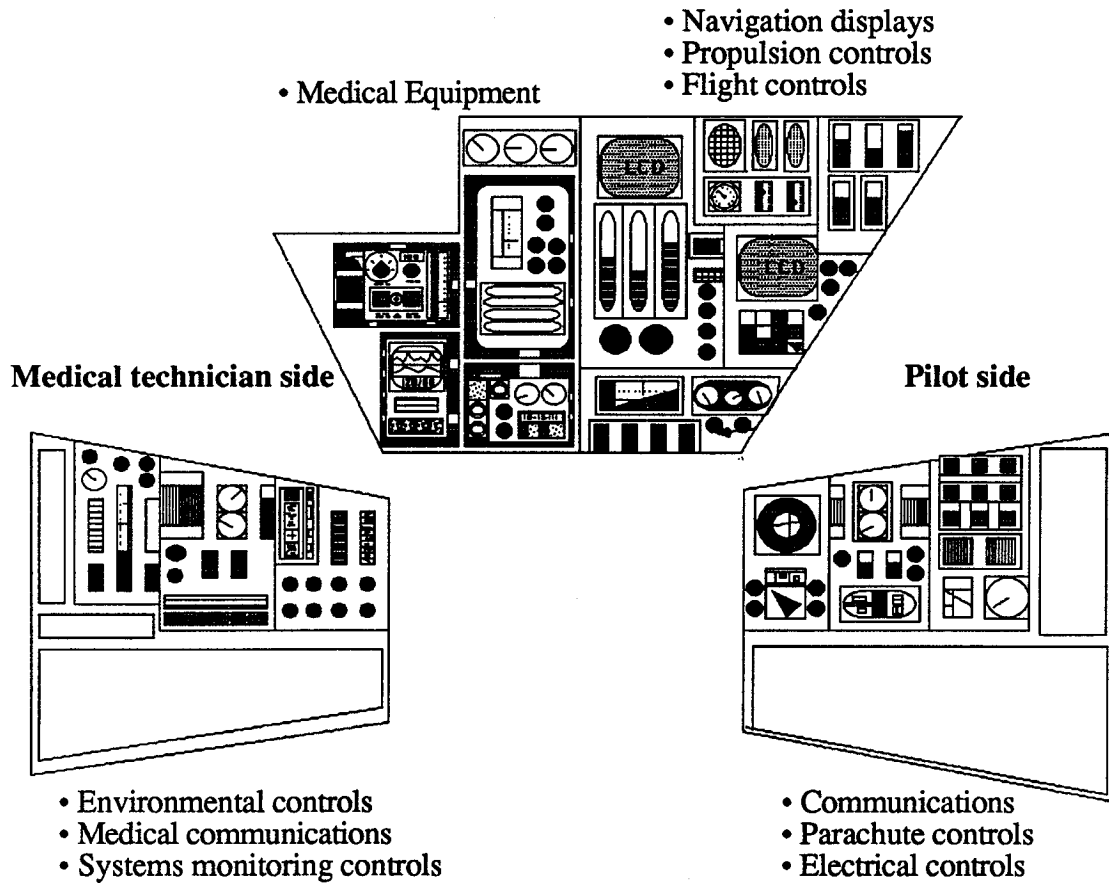 • Navigation displays
• Propulsion controls
• Flight controls
• Medical Equipment
LCD
LCD
Medical technician side
Pilot side
• Environmental controls
• Medical communications
• Systems monitoring controls
• Communications
• Parachute controls
• Electrical controls